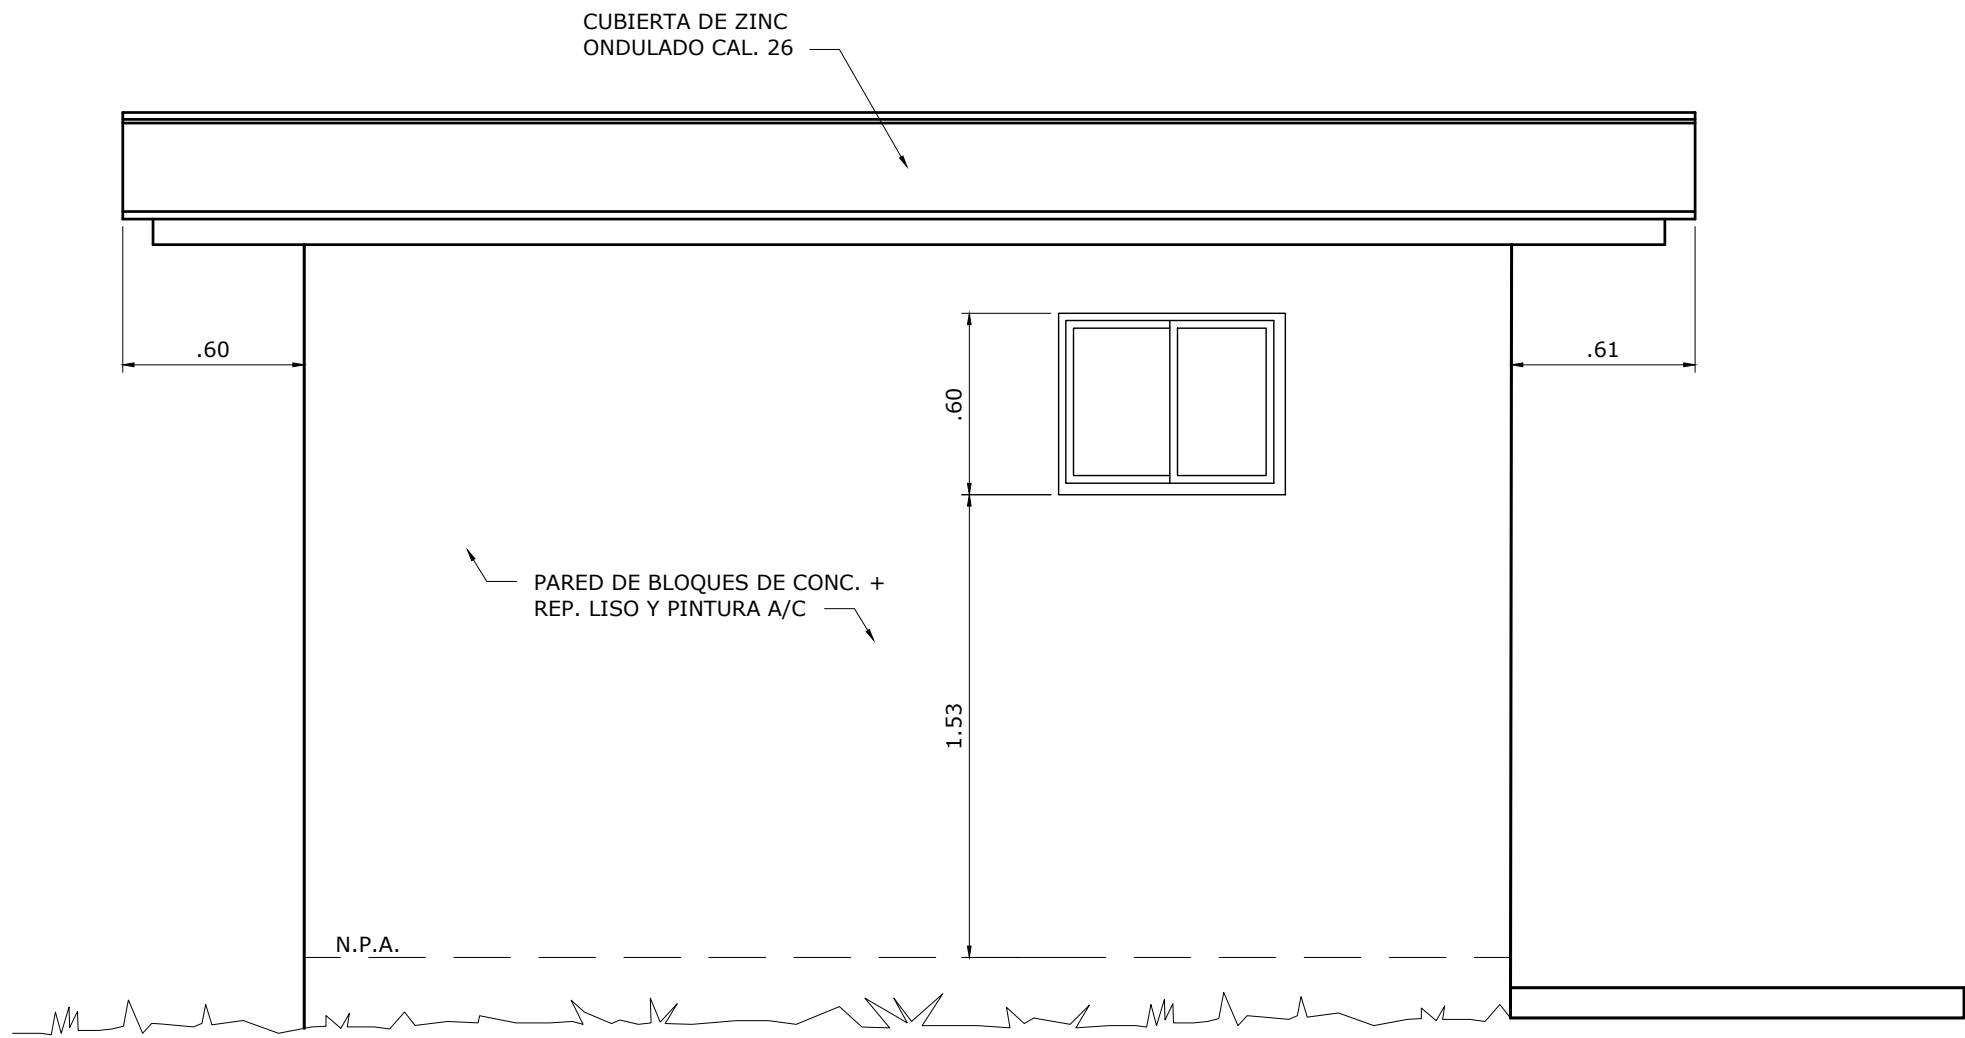 CUBIERTA DE ZINC
ONDULADO CAL. 26
.60
.61
.60
PARED DE BLOQUES DE CONC. +
REP. LISO Y PINTURA A/C
1.53
N.P.A.